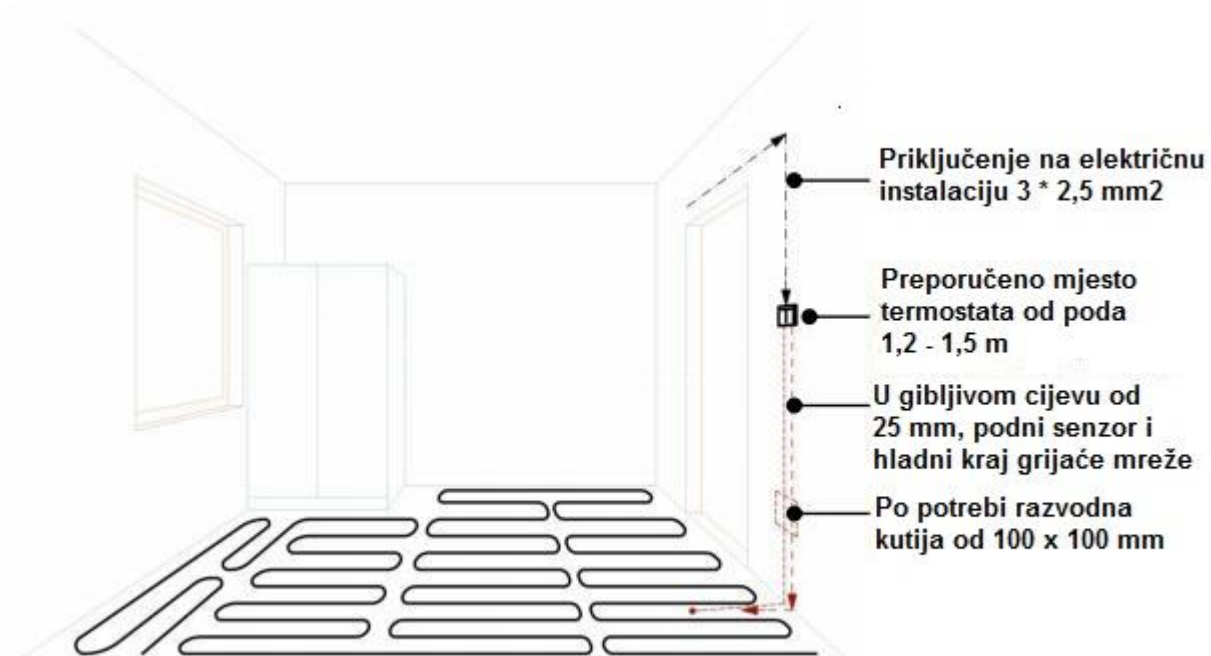 Priključenje na električnu
instalaciju 3 * 2,5 mm2
Preporučeno mjesto
termostata od poda
1,2 - 1,5 m
U gibljivom cijevu od
25 mm, podni senzor i
hladni kraj grijaće mreže
Po potrebi razvodna
kutija od 100 x 100 mm